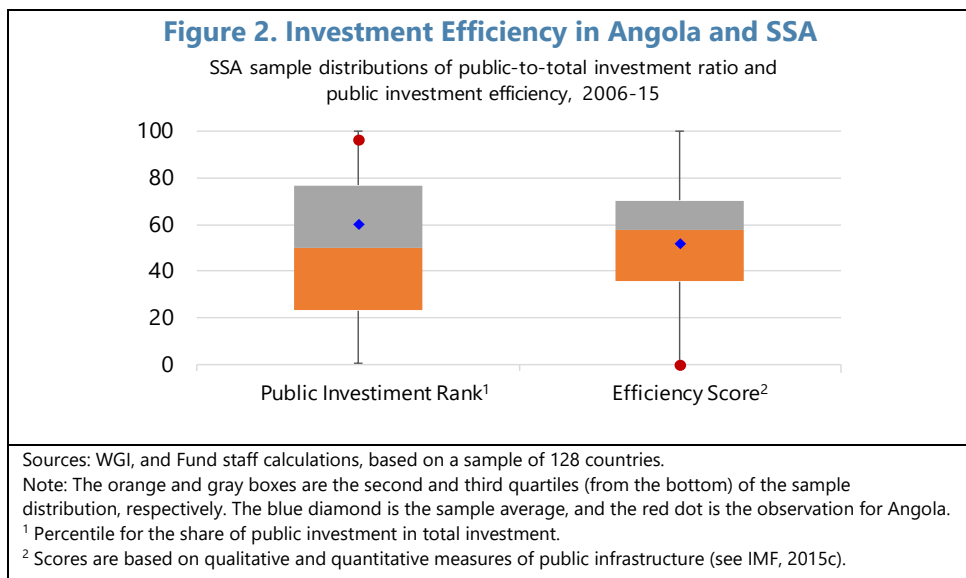 Figure 2. Investment Efficiency in Angola and SSA
SSA sample distributions of public-to-total investment ratio and
public investment efficiency, 2006-15
100
80
60
40
20
0
Public Investiment Rank1
Efficiency Score2
Sources: WGI, and Fund staff calculations, based on a sample of 128 countries.
Note: The orange and gray boxes are the second and third quartiles (from the bottom) of the sample
distribution, respectively. The blue diamond is the sample average, and the red dot is the observation for Angola.
1 Percentile for the share of public investment in total investment.
2 Scores are based on qualitative and quantitative measures of public infrastructure (see IMF, 2015c).